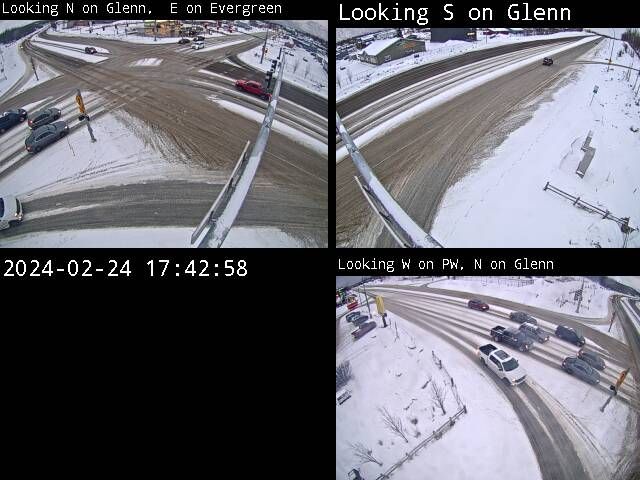 Looking N on Glenn,  E on Evergreen
Looking S on Glenn
2024-02-24 17:42:58
Looking W on PW, N on Glenn